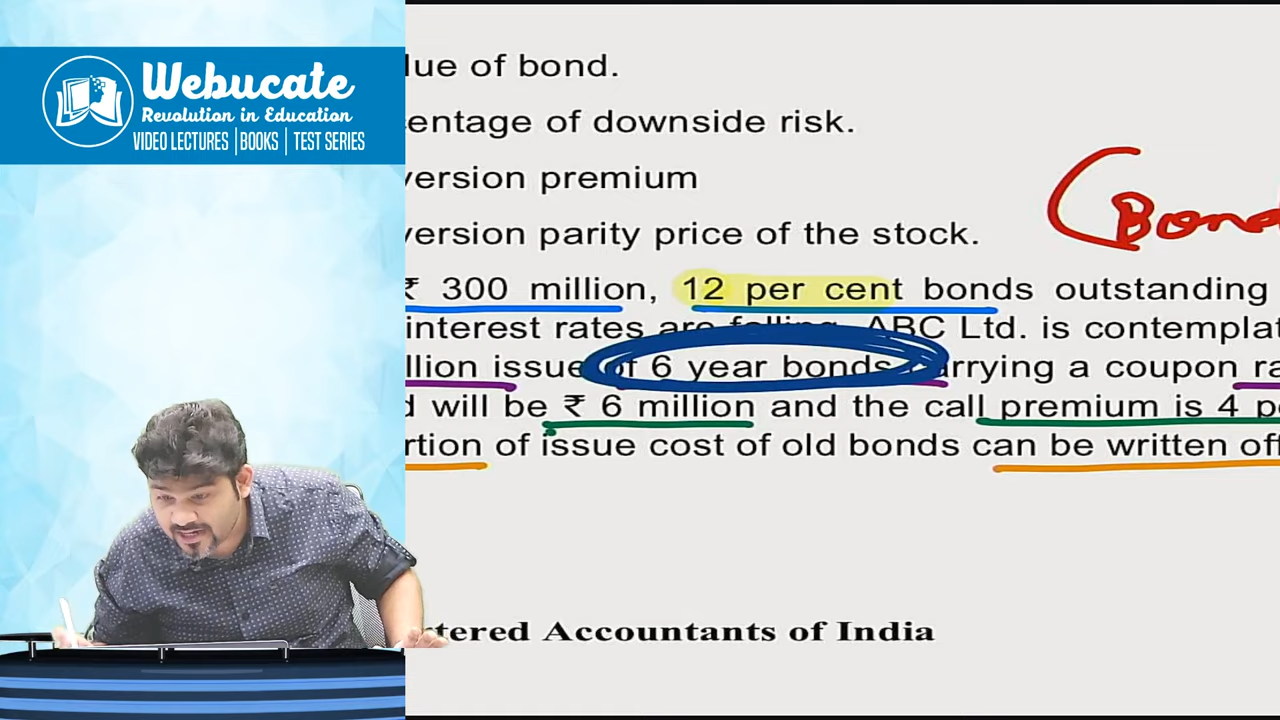 Webucate
Revolution in Education
VIDEO LECTURES | BOOKS | TEST SERIES
lue of bond.
entage of downside risk.
version premium
version parity price of the stock.
Bond
₹ 300 million, 12 per cent bonds outstanding
interest rates are falling, ABC Ltd. is contemplat
llion issue of 6 year bonds carrying a coupon ra
d will be ₹ 6 million and the call premium is 4 pe
rtion of issue cost of old bonds can be written off
rtered Accountants of India